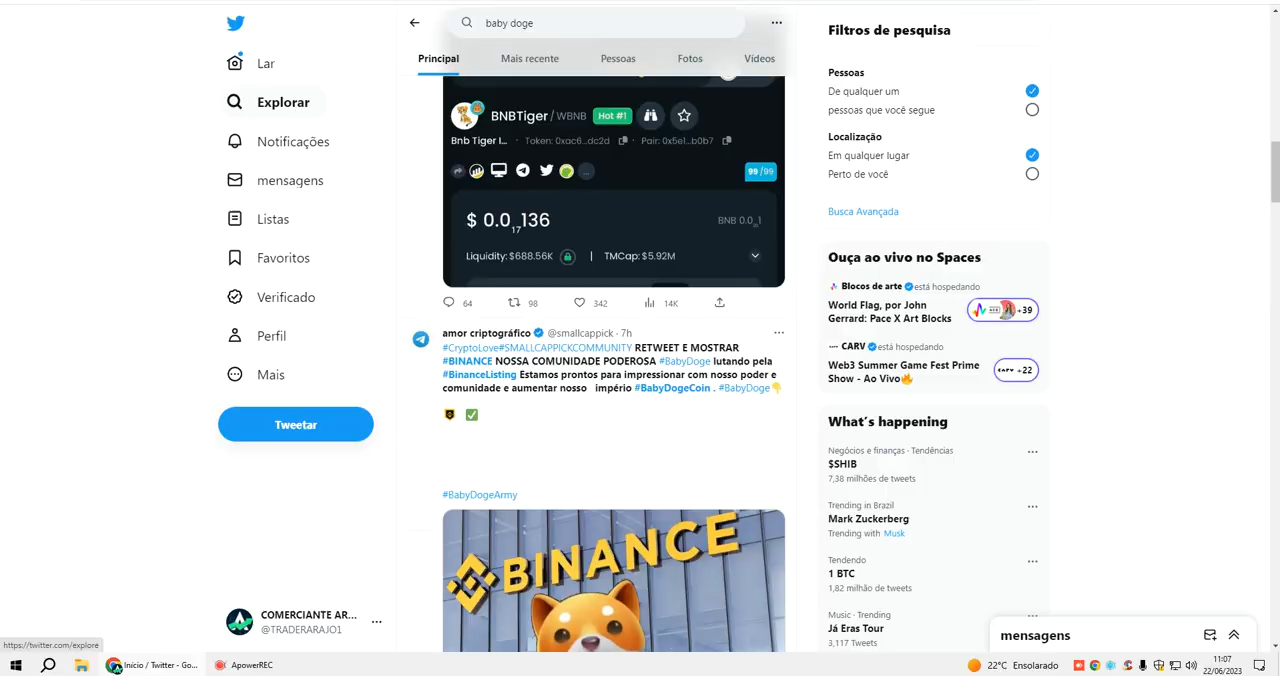 baby doge
Principal
Mais recente
Pessoas
Fotos
Vídeos
Lar
Explorar
Notificações
mensagens
Listas
Favoritos
Verificado
Perfil
Mais
Tweetar
COMERCIANTE AR...
@TRADERARAJO1
BNBTiger / WBNB Hot #1
Bnb Tiger I... · Token: 0xac6...dc2d · Pair: 0x5e1...b0b7
99 /99
$ 0.0₁₇136
BNB 0.0
Liquidity: $688.56K | TMCap: $5.92M
64 98 342 14K
amor criptográfico @smallcappick · 7h
#CryptoLove#SMALLCAPPICKCOMMUNITY RETWEET E MOSTRAR
#BINANCE NOSSA COMUNIDADE PODEROSA #BabyDoge lutando pela
#BinanceListing Estamos prontos para impressionar com nosso poder e
comunidade e aumentar nosso império #BabyDogeCoin . #BabyDoge👇
✅
#BabyDogeArmy
BINANCE
Filtros de pesquisa
Pessoas
De qualquer um
pessoas que você segue
Localização
Em qualquer lugar
Perto de você
Busca Avançada
Ouça ao vivo no Spaces
Blocos de arte está hospedando
World Flag, por John
Gerrard: Pace X Art Blocks
+39
CARV está hospedando
Web3 Summer Game Fest Prime
Show - Ao Vivo🔥
+22
What's happening
Negócios e finanças · Tendências
$SHIB
7,38 milhões de tweets
Trending in Brazil
Mark Zuckerberg
Trending with Musk
Tendendo
1 BTC
1,82 milhão de tweets
Music · Trending
Já Eras Tour
3,117 Tweets
mensagens
https://twitter.com/explore
Início / Twitter - Go...
ApowerREC
22°C Ensolarado
11:07
22/06/2023